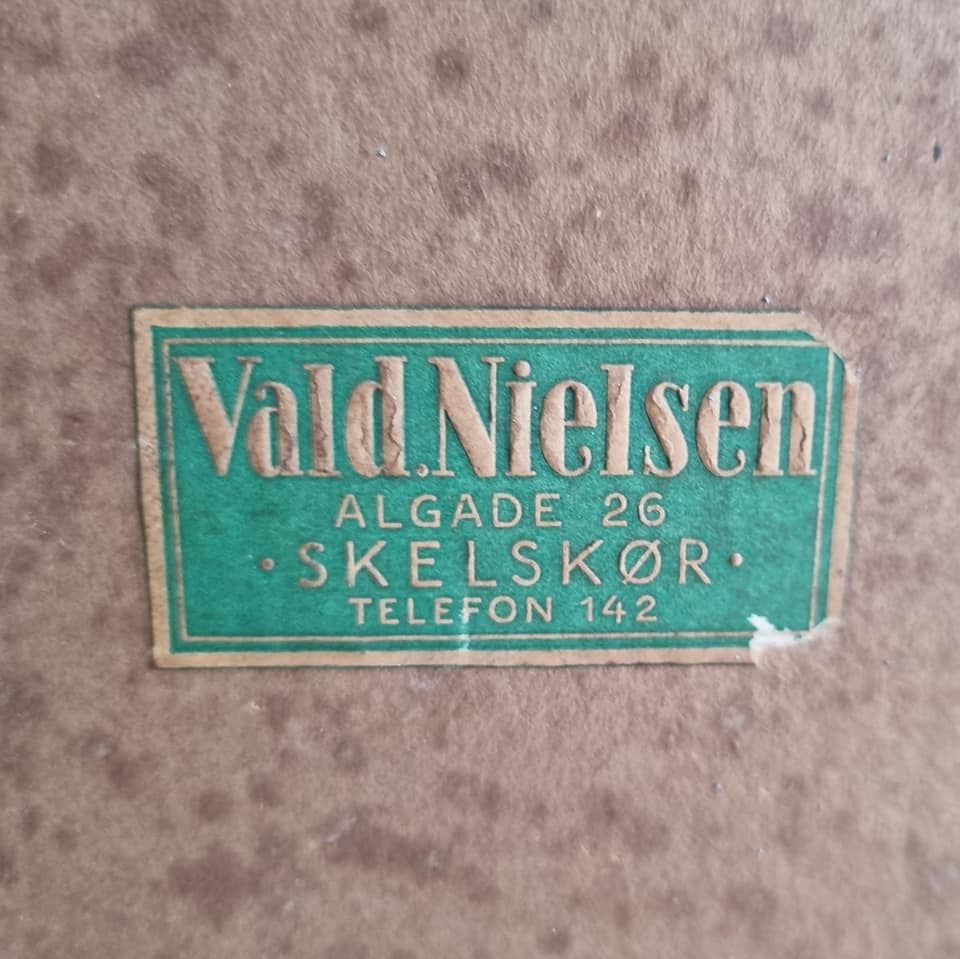 Vald. Nielsen
ALGADE 26
· SKELSKØR ·
TELEFON 142